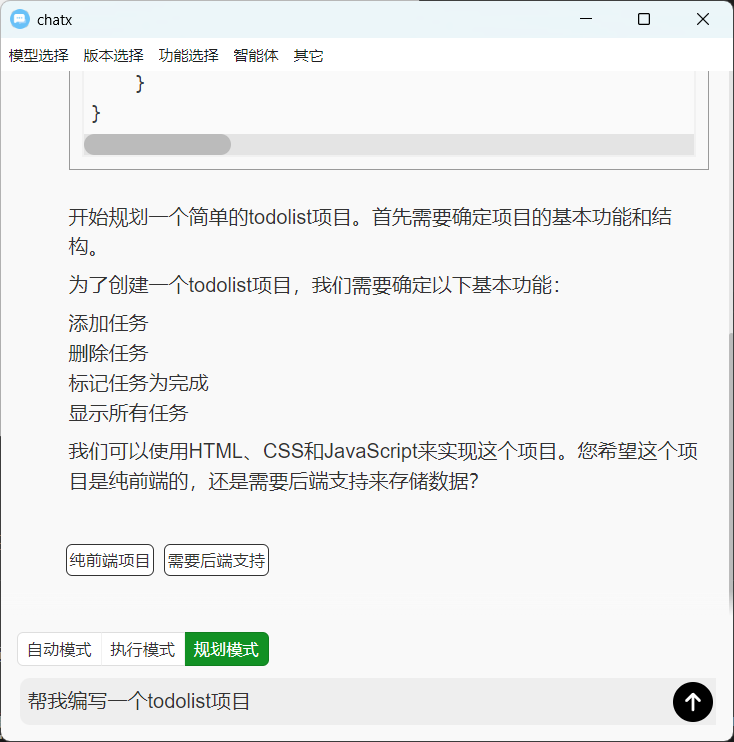 chatx
模型选择 版本选择 功能选择 智能体 其它
}
}
开始规划一个简单的todolist项目。首先需要确定项目的基本功能和结
构。
为了创建一个todolist项目，我们需要确定以下基本功能：
添加任务
删除任务
标记任务为完成
显示所有任务
我们可以使用HTML、CSS和JavaScript来实现这个项目。您希望这个项
目是纯前端的，还是需要后端支持来存储数据？
纯前端项目 需要后端支持
自动模式 执行模式 规划模式
帮我编写一个todolist项目